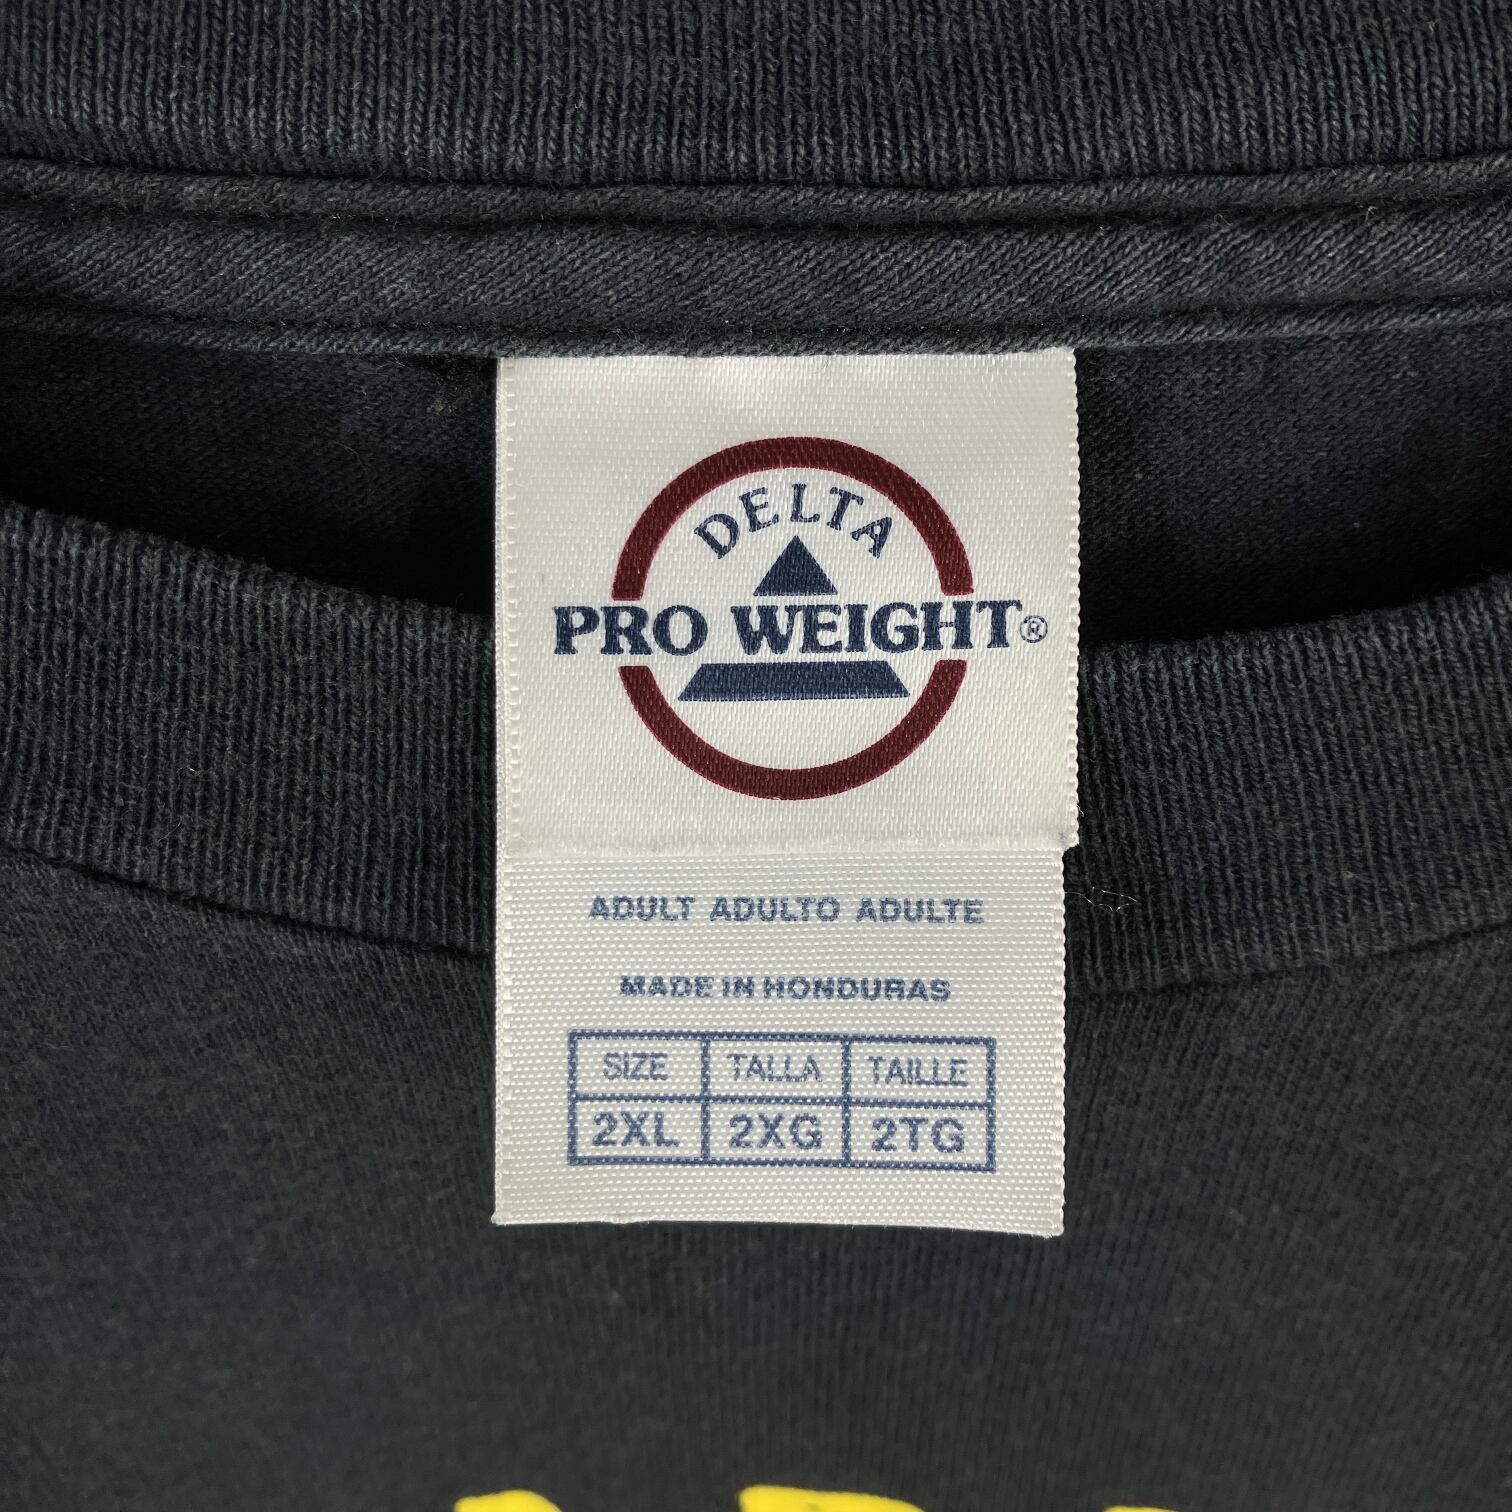 DELTA
PRO WEIGHT®
ADULT ADULTO ADULTE
MADE IN HONDURAS
SIZE TALLA TAILLE
2XL 2XG 2TG